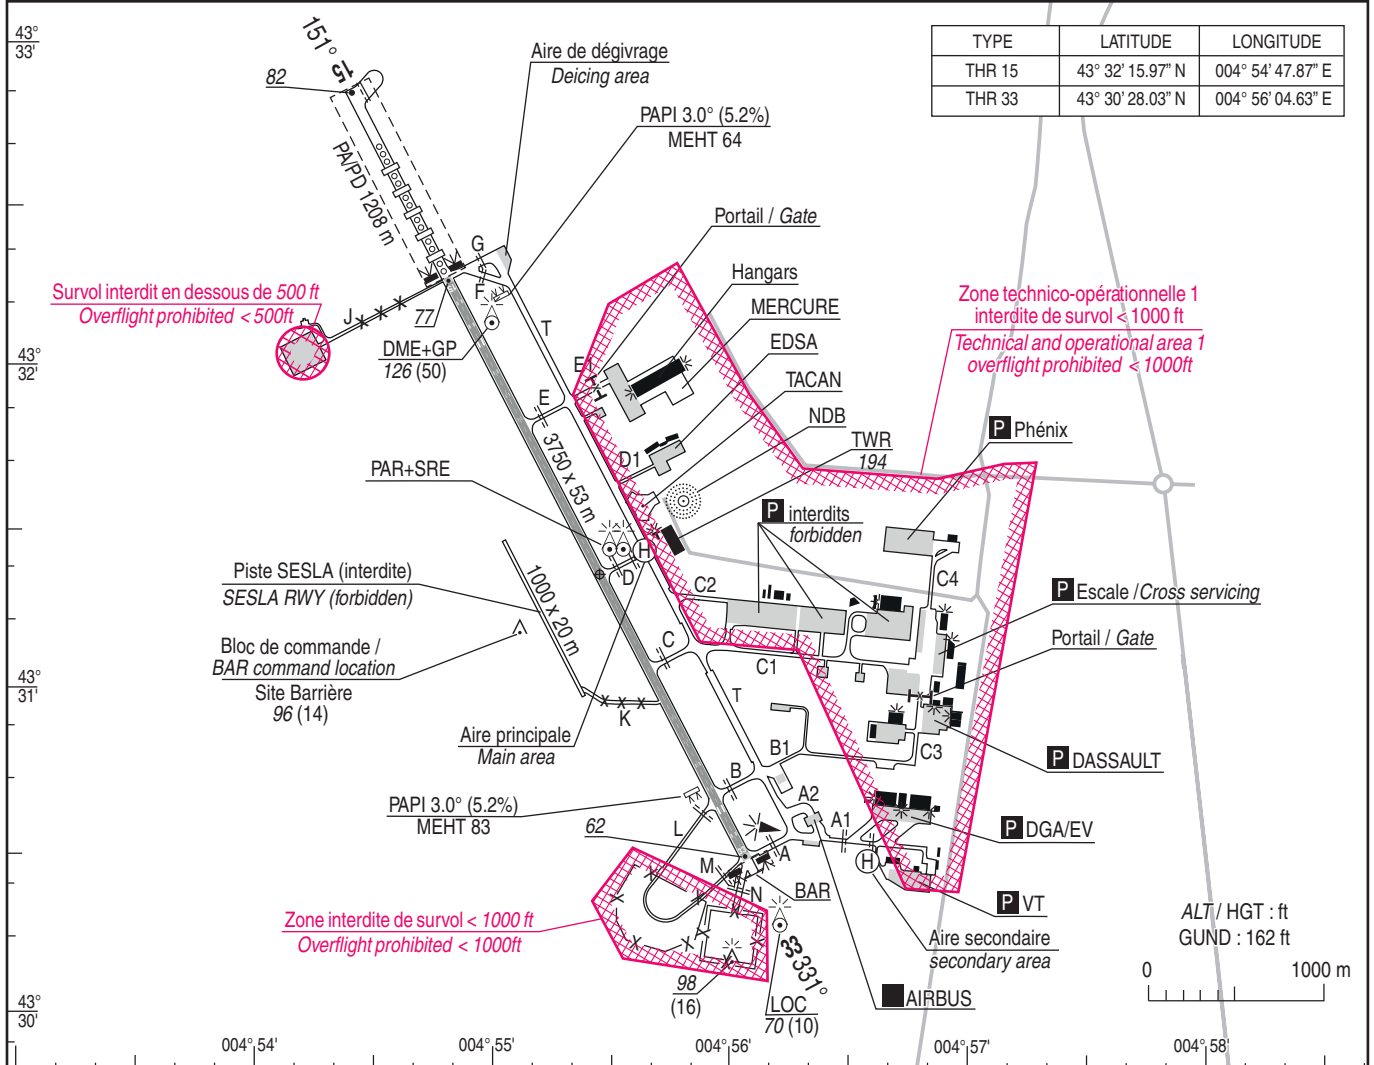 43°
33'
151°
15
82
Aire de dégivrage
Deicing area
PAPI 3.0° (5.2%)
MEHT 64
TYPE LATITUDE LONGITUDE
THR 15 43° 32' 15.97" N 004° 54' 47.87" E
THR 33 43° 30' 28.03" N 004° 56' 04.63" E
PA/PD 1208 m
Portail / Gate
Hangars
MERCURE
EDSA
TACAN
NDB
TWR
194
Survol interdit en dessous de 500 ft
Overflight prohibited < 500ft
Zone technico-opérationnelle 1
interdite de survol < 1000 ft
Technical and operational area 1
overflight prohibited < 1000ft
G
F
T
J
77
DME+GP
126 (50)
43°
32'
E1
E
3750 x 53 m
D1
P Phénix
PAR+SRE
P interdits
forbidden
H
D
C2
C4
Piste SESLA (interdite)
SESLA RWY (forbidden)
1000 x 20 m
P Escale / Cross servicing
Portail / Gate
Bloc de commande /
BAR command location
Site Barrière
96 (14)
C
C1
43°
31'
K
T
Aire principale
Main area
B1
C3
P DASSAULT
B
PAPI 3.0° (5.2%)
MEHT 83
A2
A1
62
L
A
P DGA/EV
M
H
N
BAR
P VT
Zone interdite de survol < 1000 ft
Overflight prohibited < 1000ft
33
331°
Aire secondaire
secondary area
ALT / HGT : ft
GUND : 162 ft
98
(16)
LOC
70 (10)
AIRBUS
0 1000 m
43°
30'
004° 54' 004° 55' 004° 56' 004° 57' 004° 58'